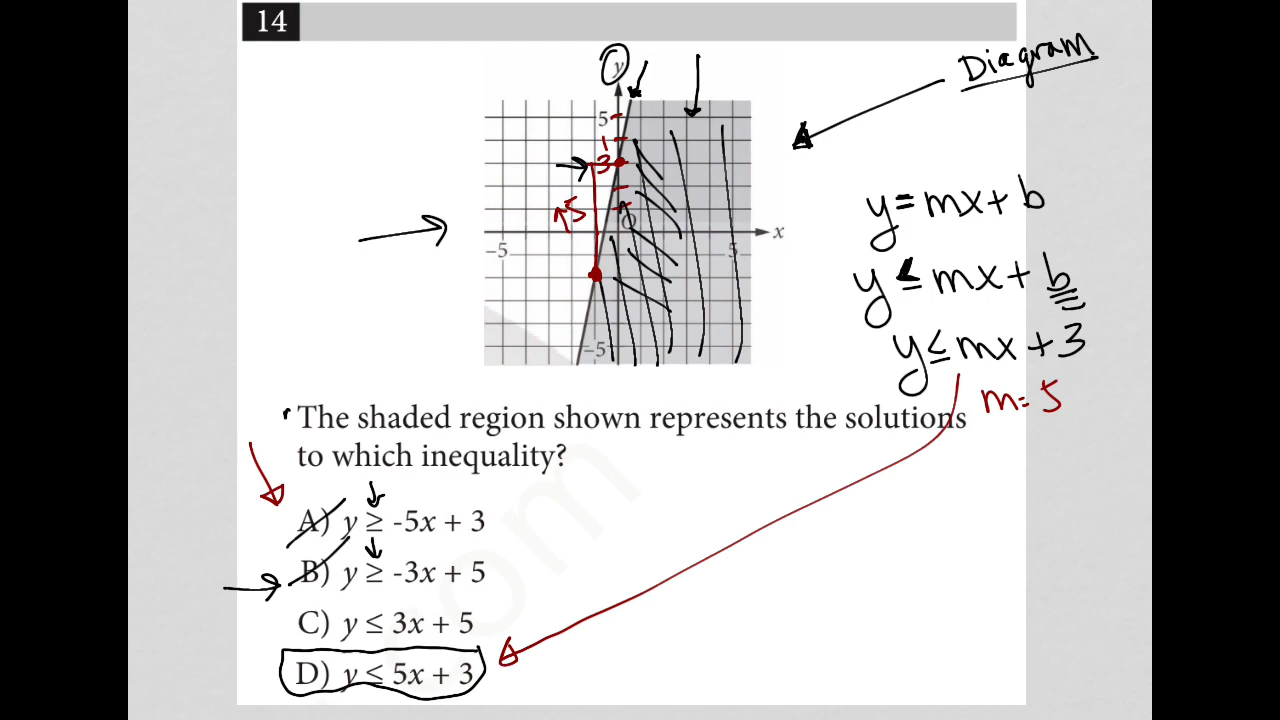 14
Diagram
y
5
3
5
O
x
-5
5
-5
y = mx + b
y ≤ mx + b
y ≤ mx + 3
m = 5
The shaded region shown represents the solutions
to which inequality?
A) y ≥ -5x + 3
B) y ≥ -3x + 5
C) y ≤ 3x + 5
D) y ≤ 5x + 3